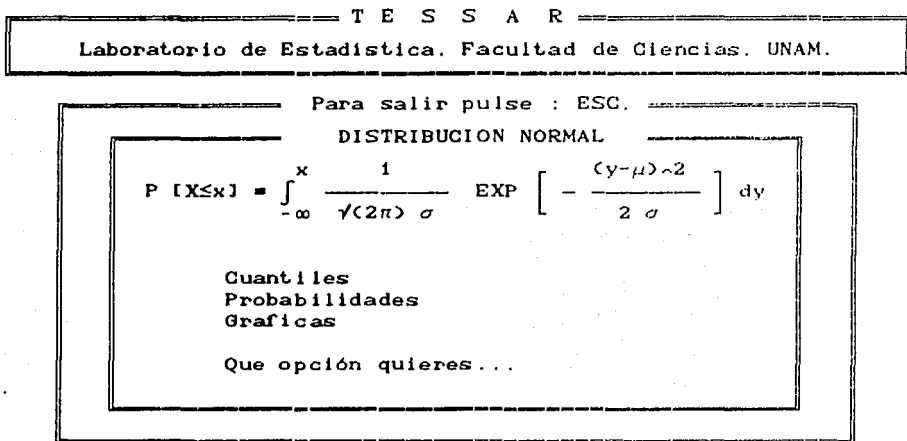 T E S S A R
Laboratorio de Estadistica. Facultad de Ciencias. UNAM.
Para salir pulse : ESC.
DISTRIBUCION NORMAL
P [X≤x] = ∫ -∞ x 1 / √(2π) σ EXP [ - (y-μ)^2 / 2 σ ] dy
Cuantiles
Probabilidades
Graficas
Que opción quieres...